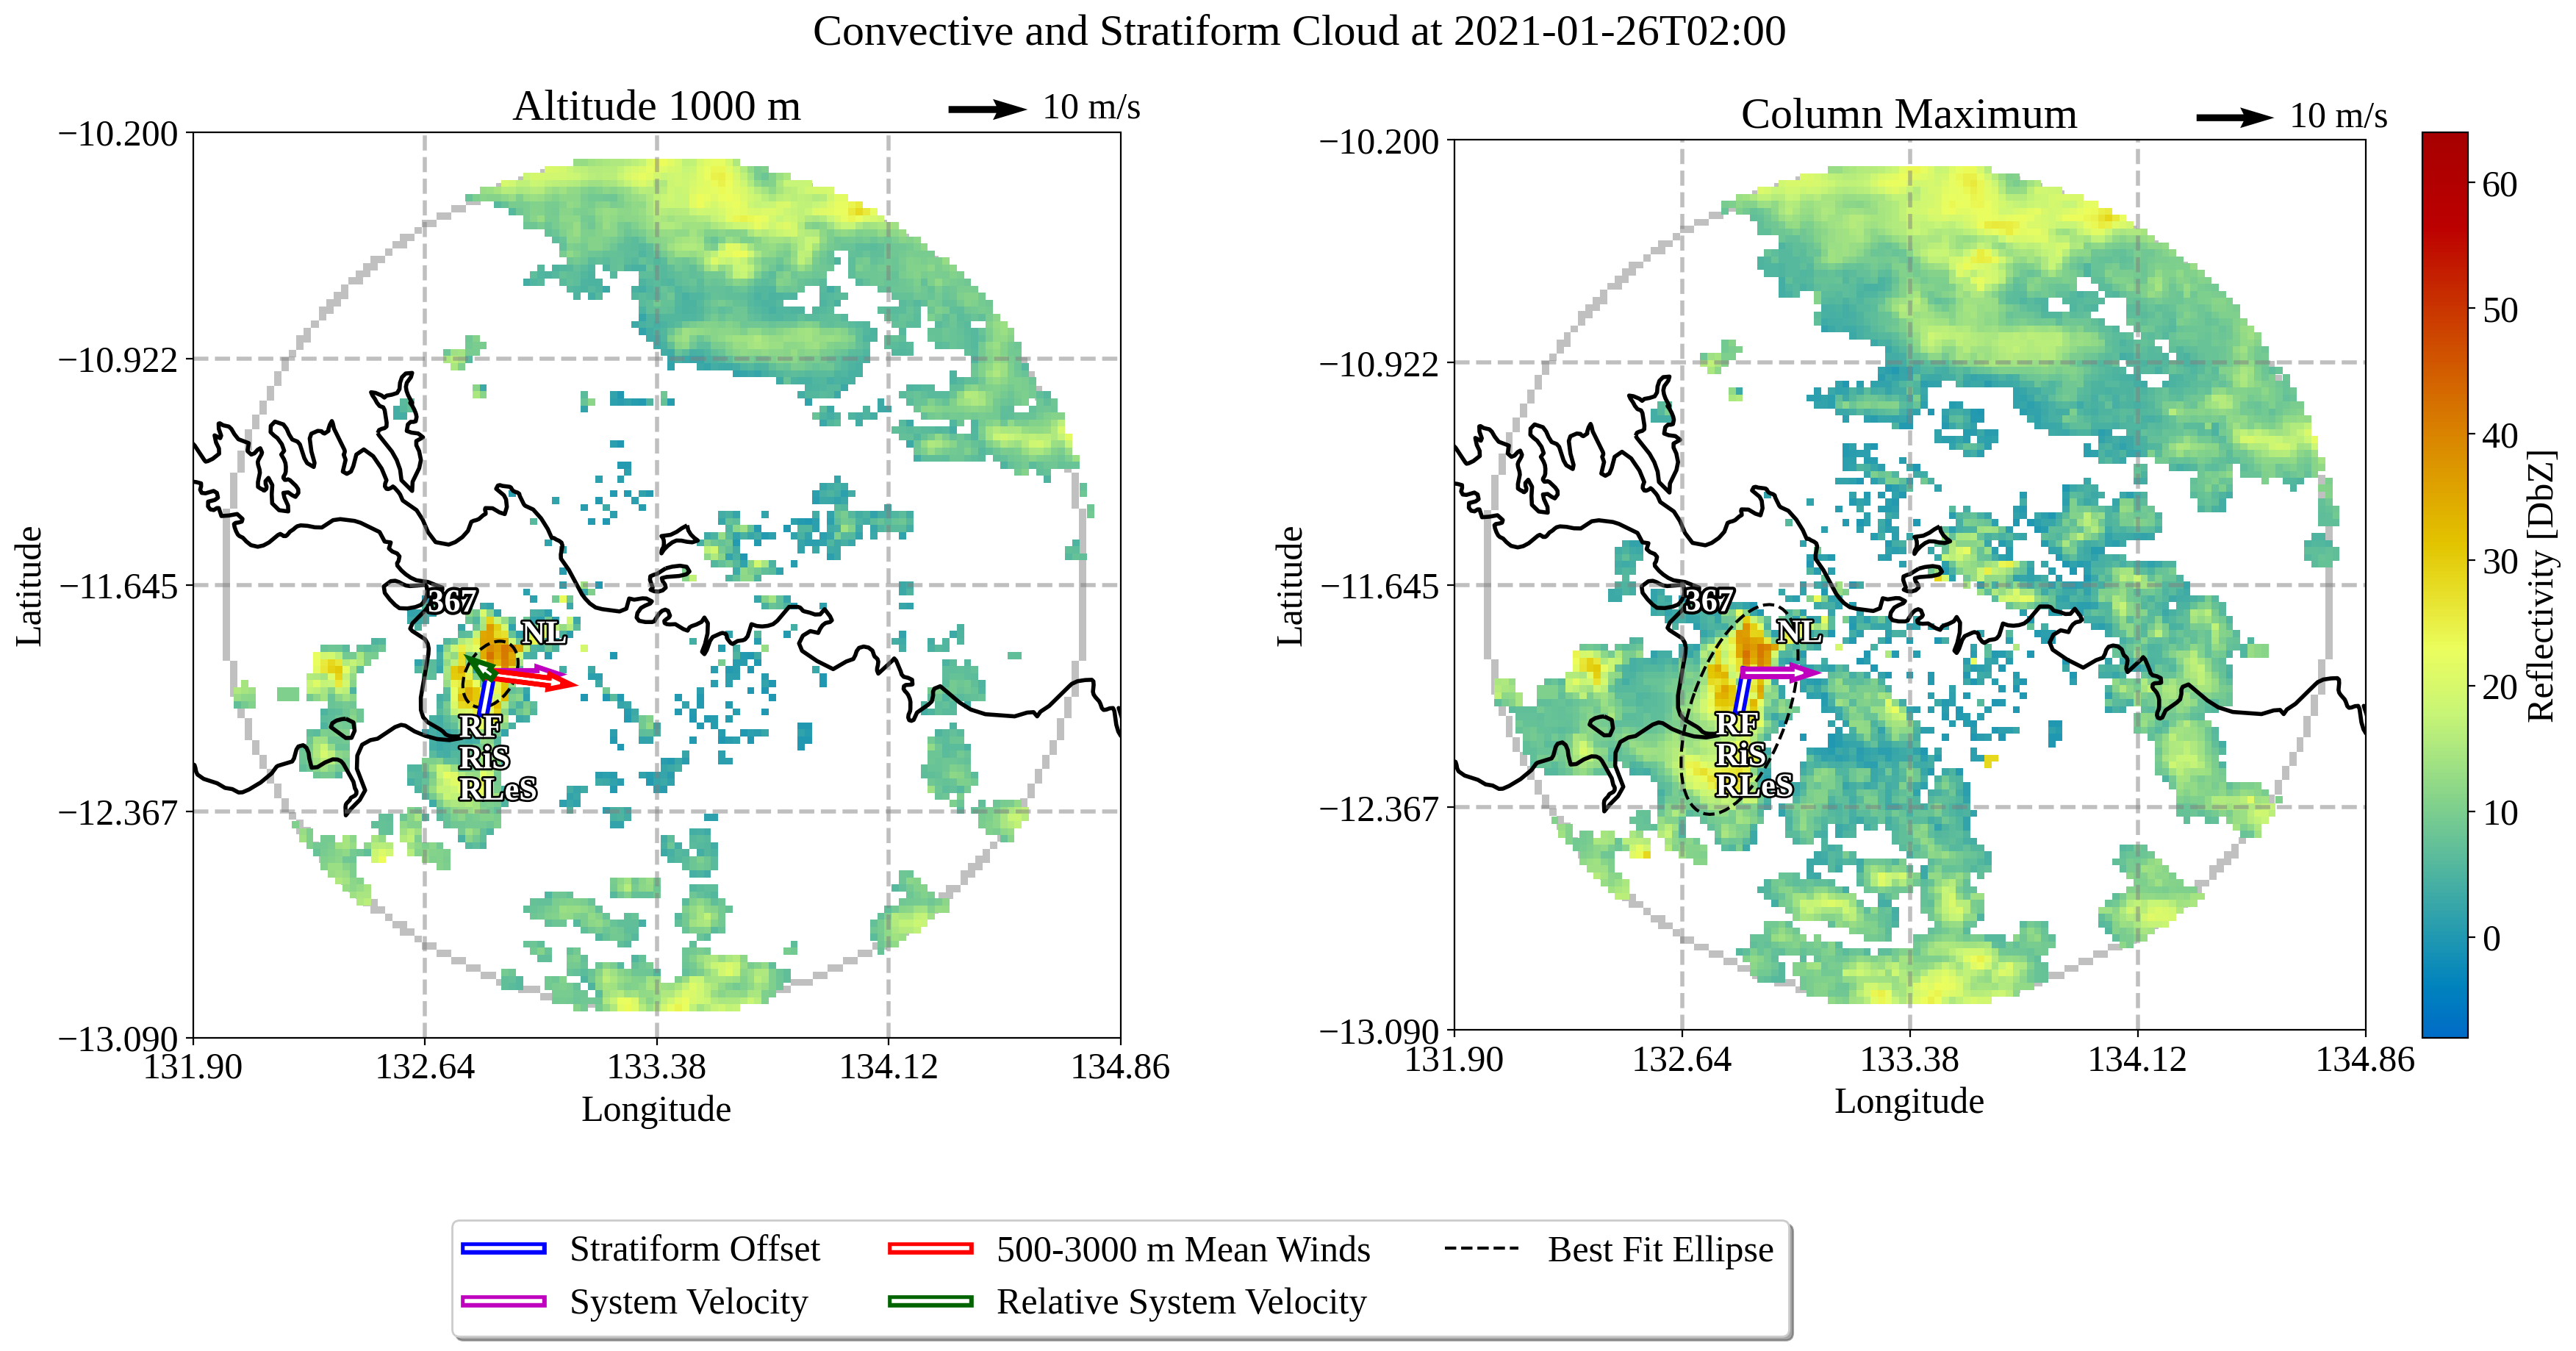 Convective and Stratiform Cloud at 2021-01-26T02:00
Altitude 1000 m
10 m/s
−10.200
−10.922
−11.645
−12.367
−13.090
Latitude
131.90
132.64
133.38
134.12
134.86
Longitude
367
NL
RF
RiS
RLeS
Column Maximum
10 m/s
−10.200
−10.922
−11.645
−12.367
−13.090
Latitude
131.90
132.64
133.38
134.12
134.86
Longitude
367
NL
RF
RiS
RLeS
60
50
40
30
20
10
0
Reflectivity [DbZ]
Stratiform Offset
System Velocity
500-3000 m Mean Winds
Relative System Velocity
Best Fit Ellipse